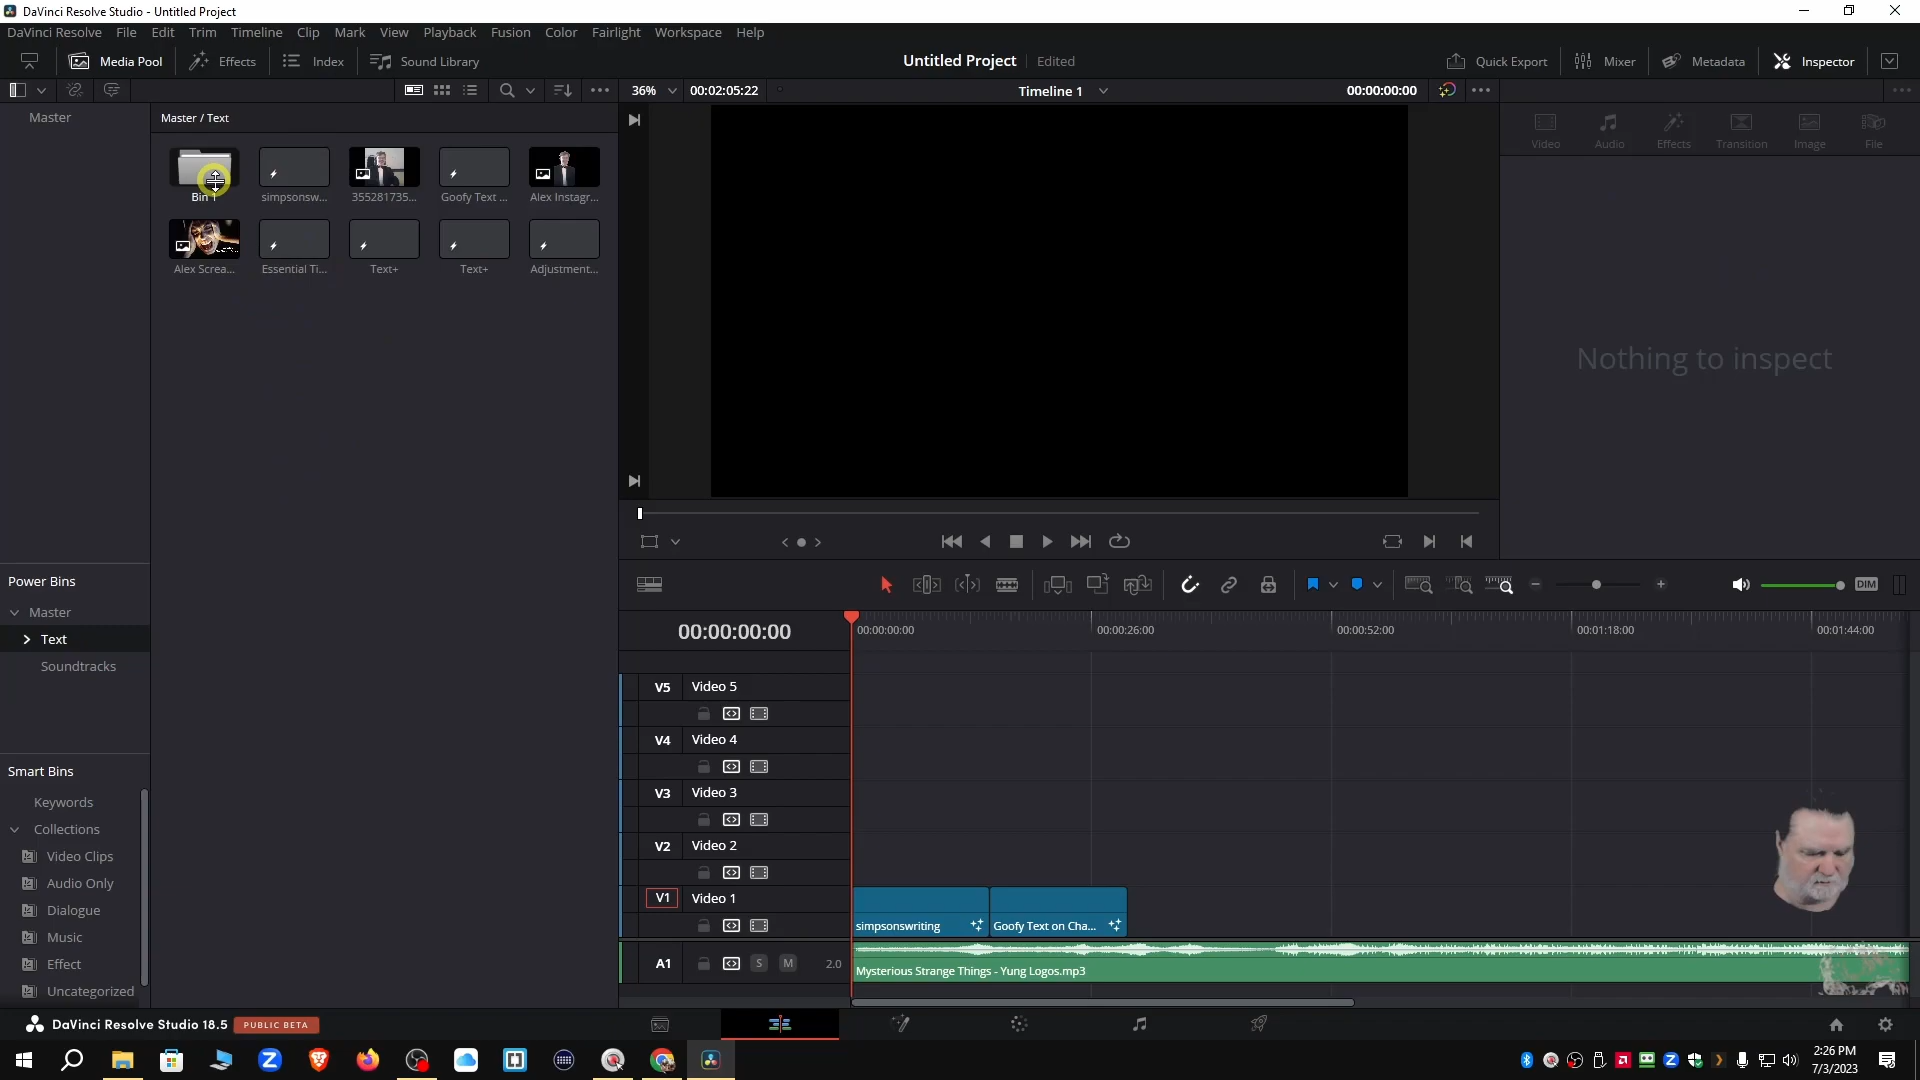 DaVinci Resolve Studio - Untitled Project
DaVinci Resolve File Edit Trim Timeline Clip Mark View Playback Fusion Color Fairlight Workspace Help
Media Pool Effects Index Sound Library Untitled Project Edited Quick Export Mixer Metadata Inspector
36% 00:02:05:22 Timeline 1 00:00:00:00
Master
Master / Text
Video Audio Effects Transition Image File
Bin 1 simpsonsw... 355281735... Goofy Text ... Alex Instagr...
Alex Screa... Essential Ti... Text+ Text+ Adjustment...
Nothing to inspect
Power Bins
Master
Text
Soundtracks
DIM
00:00:00:00
00:00:00:00 00:00:26:00 00:00:52:00 00:01:18:00 00:01:44:00
V5 Video 5
V4 Video 4
V3 Video 3
V2 Video 2
V1 Video 1
simpsonswriting Goofy Text on Cha...
A1 S M 2.0
Mysterious Strange Things - Yung Logos.mp3
Smart Bins
Keywords
Collections
Video Clips
Audio Only
Dialogue
Music
Effect
Uncategorized
DaVinci Resolve Studio 18.5 PUBLIC BETA
2:26 PM
7/3/2023